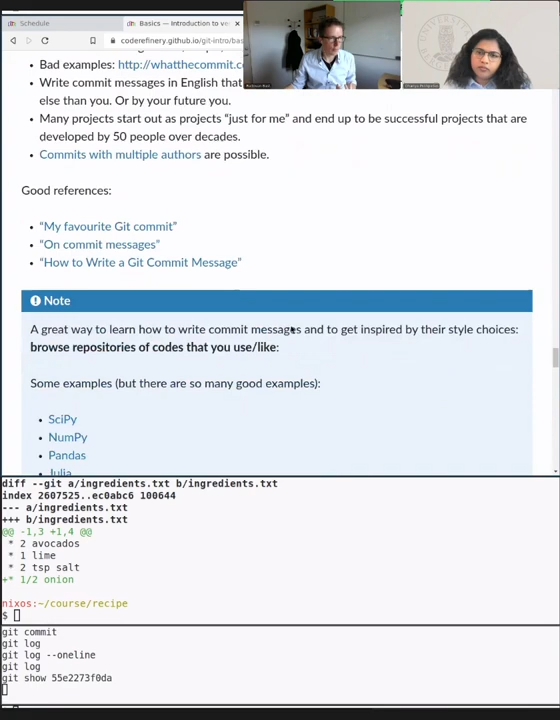 Schedule
Basics — Introduction to ve
coderefinery.github.io/git-intro/bas
Bad examples: http://whatthecommit.c
Write commit messages in English that
else than you. Or by your future you.
Many projects start out as projects “just for me” and end up to be successful projects that are
developed by 50 people over decades.
Commits with multiple authors are possible.
Good references:
“My favourite Git commit”
“On commit messages”
“How to Write a Git Commit Message”
Note
A great way to learn how to write commit messages and to get inspired by their style choices:
browse repositories of codes that you use/like:
Some examples (but there are so many good examples):
SciPy
NumPy
Pandas
Julia
diff --git a/ingredients.txt b/ingredients.txt
index 2607525..ec0abc6 100644
--- a/ingredients.txt
+++ b/ingredients.txt
@@ -1,3 +1,4 @@
* 2 avocados
* 1 lime
* 2 tsp salt
+* 1/2 onion
nixos:~/course/recipe
$
git commit
git log
git log --oneline
git log
git show 55e2273f0da